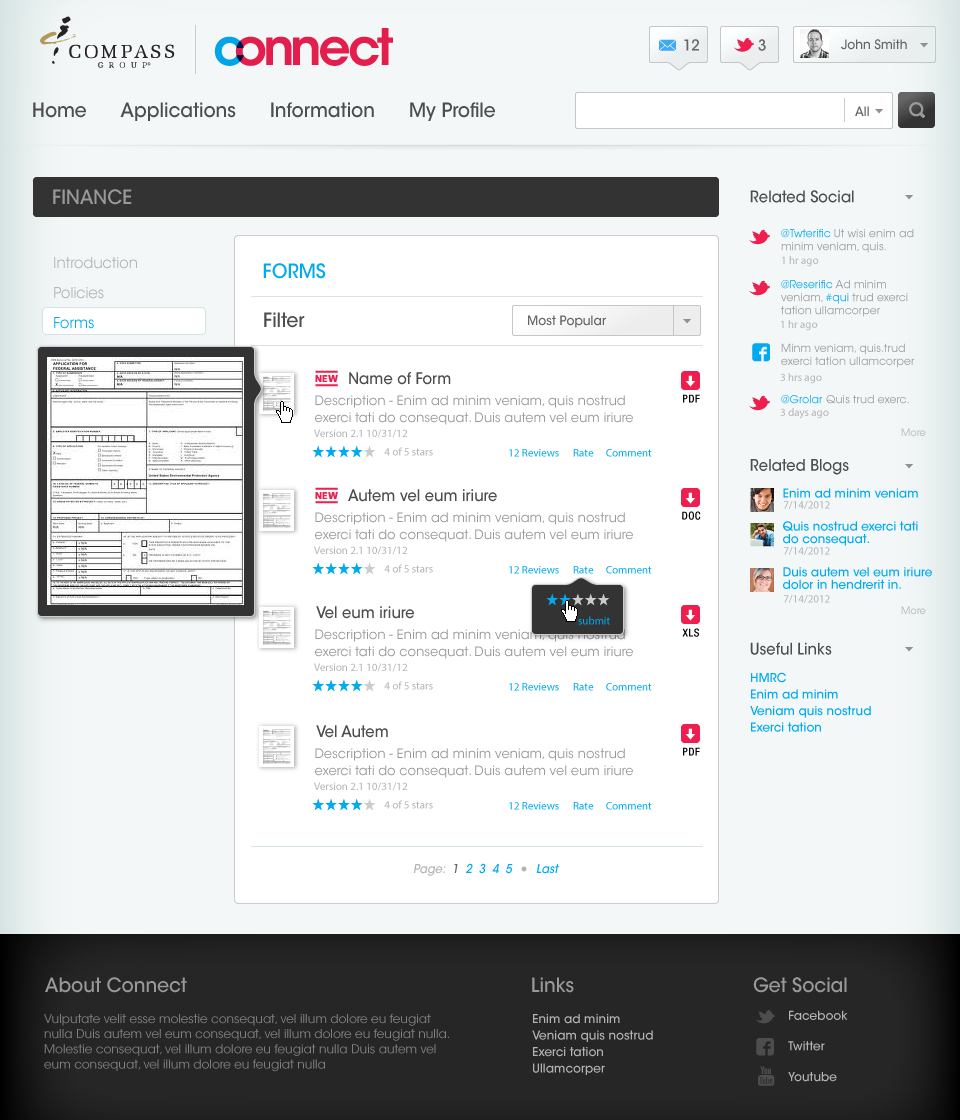 COMPASS
GROUP
connect
12
3
John Smith
Home
Applications
Information
My Profile
All
FINANCE
Introduction
Policies
Forms
APPLICATION FOR
FEDERAL ASSISTANCE
United States Environmental Protection Agency
FORMS
Filter
Most Popular
NEW Name of Form
Description - Enim ad minim veniam, quis nostrud
exerci tati do consequat. Duis autem vel eum iriure
Version 2.1 10/31/12
4 of 5 stars
12 Reviews Rate Comment
PDF
NEW Autem vel eum iriure
Description - Enim ad minim veniam, quis nostrud
exerci tati do consequat. Duis autem vel eum iriure
Version 2.1 10/31/12
4 of 5 stars
12 Reviews Rate Comment
DOC
submit
Vel eum iriure
Description - Enim ad minim veniam, quis nostrud
exerci tati do consequat. Duis autem vel eum iriure
Version 2.1 10/31/12
4 of 5 stars
12 Reviews Rate Comment
XLS
Vel Autem
Description - Enim ad minim veniam, quis nostrud
exerci tati do consequat. Duis autem vel eum iriure
Version 2.1 10/31/12
4 of 5 stars
12 Reviews Rate Comment
PDF
Page: 1 2 3 4 5 • Last
Related Social
@Twterific Ut wisi enim ad
minim veniam, quis.
1 hr ago
@Reserific Ad minim
veniam, #qui trud exerci
tation ullamcorper
1 hr ago
Minm veniam, quis.trud
exerci tation ullamcorper
3 hrs ago
@Grolar Quis trud exerc.
3 days ago
More
Related Blogs
Enim ad minim veniam
7/14/2012
Quis nostrud exerci tati
do consequat.
7/14/2012
Duis autem vel eum iriure
dolor in hendrerit in.
7/14/2012
More
Useful Links
HMRC
Enim ad minim
Veniam quis nostrud
Exerci tation
About Connect
Vulputate velit esse molestie consequat, vel illum dolore eu feugiat
nulla Duis autem vel eum consequat, vel illum dolore eu feugiat nulla.
Molestie consequat, vel illum dolore eu feugiat nulla Duis autem vel
eum consequat, vel illum dolore eu feugiat nulla
Links
Enim ad minim
Veniam quis nostrud
Exerci tation
Ullamcorper
Get Social
Facebook
Twitter
You Tube
Youtube